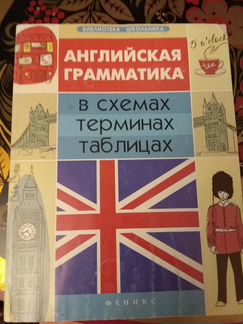 БИБЛИОТЕКА ШКОЛЬНИКА
АНГЛИЙСКАЯ
ГРАММАТИКА
5 o'clock
В СХЕМАХ
ТЕРМИНАХ
ТАБЛИЦАХ
ФЕНИКС